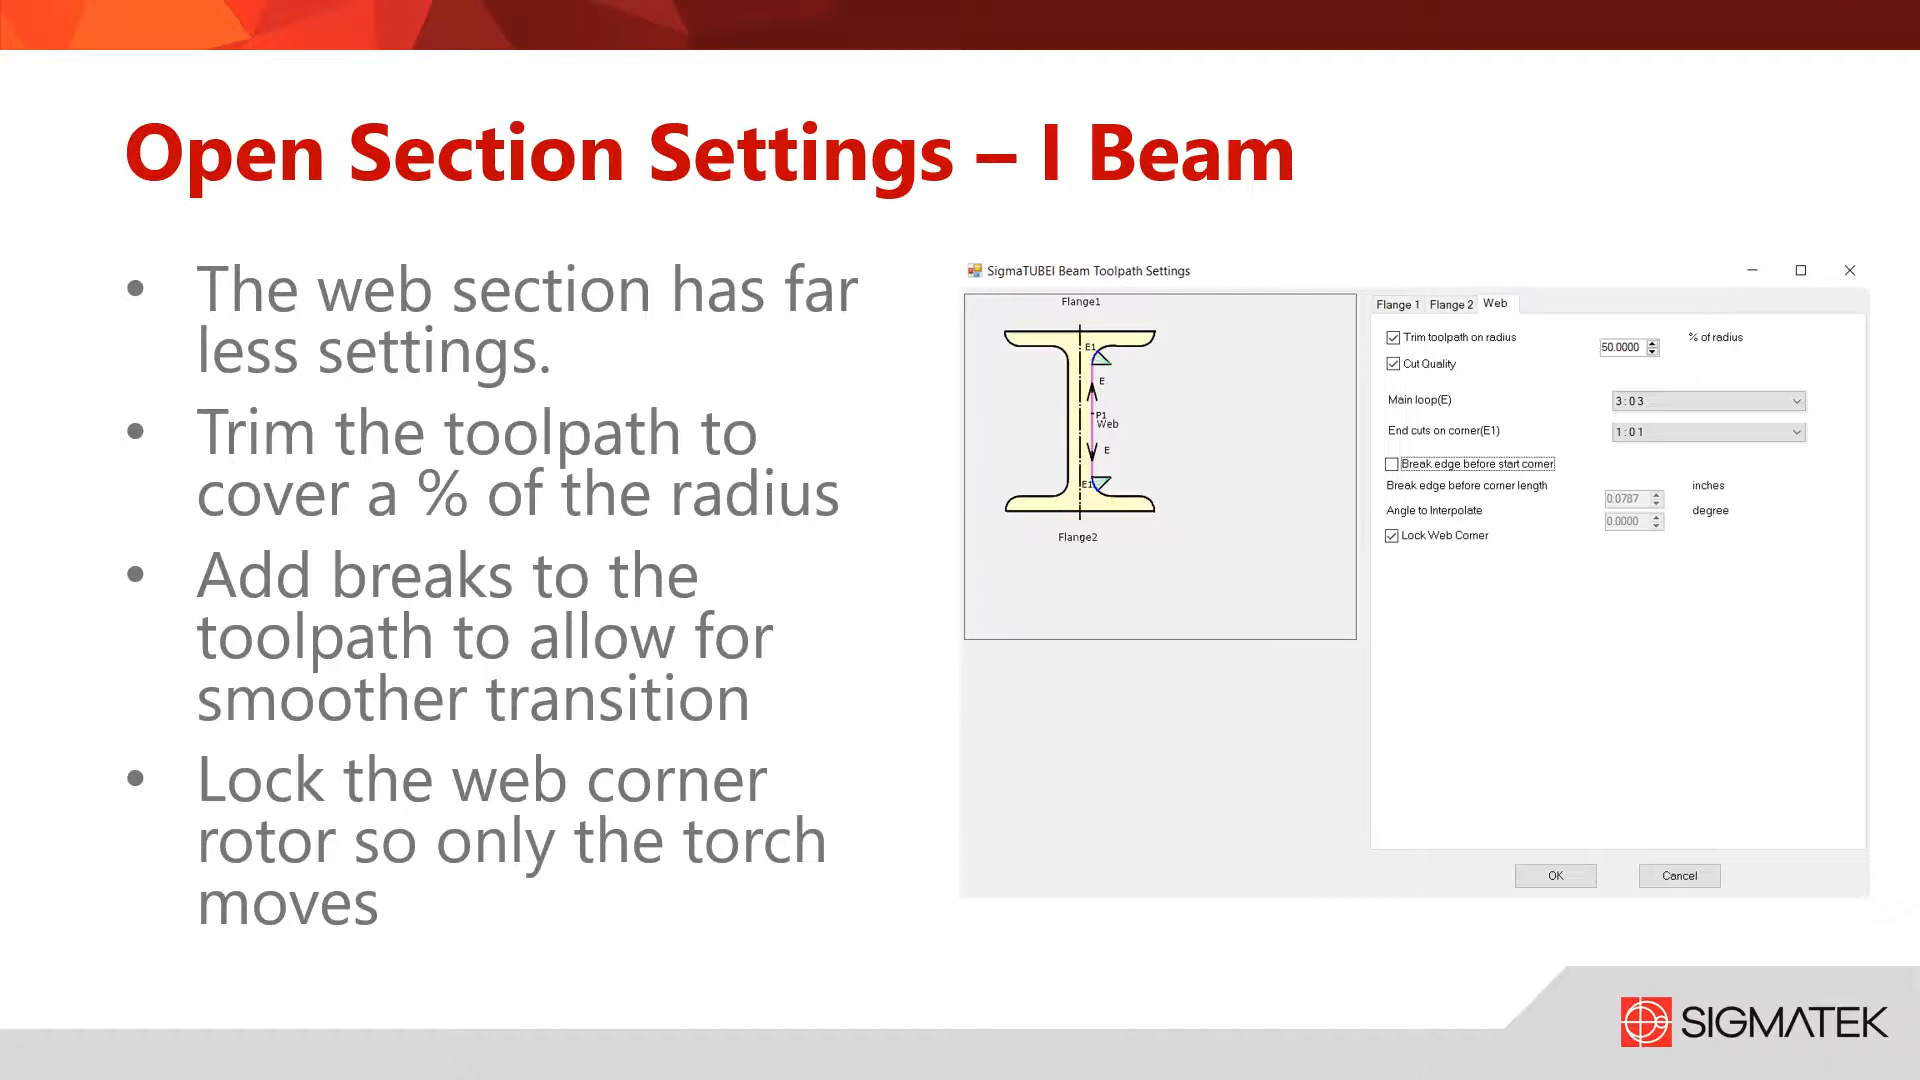 Open Section Settings – I Beam
• The web section has far
less settings.
• Trim the toolpath to
cover a % of the radius
• Add breaks to the
toolpath to allow for
smoother transition
• Lock the web corner
rotor so only the torch
moves
SigmaTUBEI Beam Toolpath Settings
Flange1
E1
E
P1
Web
E
E1
Flange2
Flange 1 Flange 2 Web
Trim toolpath on radius 50.0000 % of radius
Cut Quality
Main loop(E) 3 : 0 3
End cuts on corner(E1) 1 : 0 1
Break edge before start corner
Break edge before corner length 0.0787 inches
Angle to Interpolate 0.0000 degree
Lock Web Corner
OK Cancel
SIGMATEK